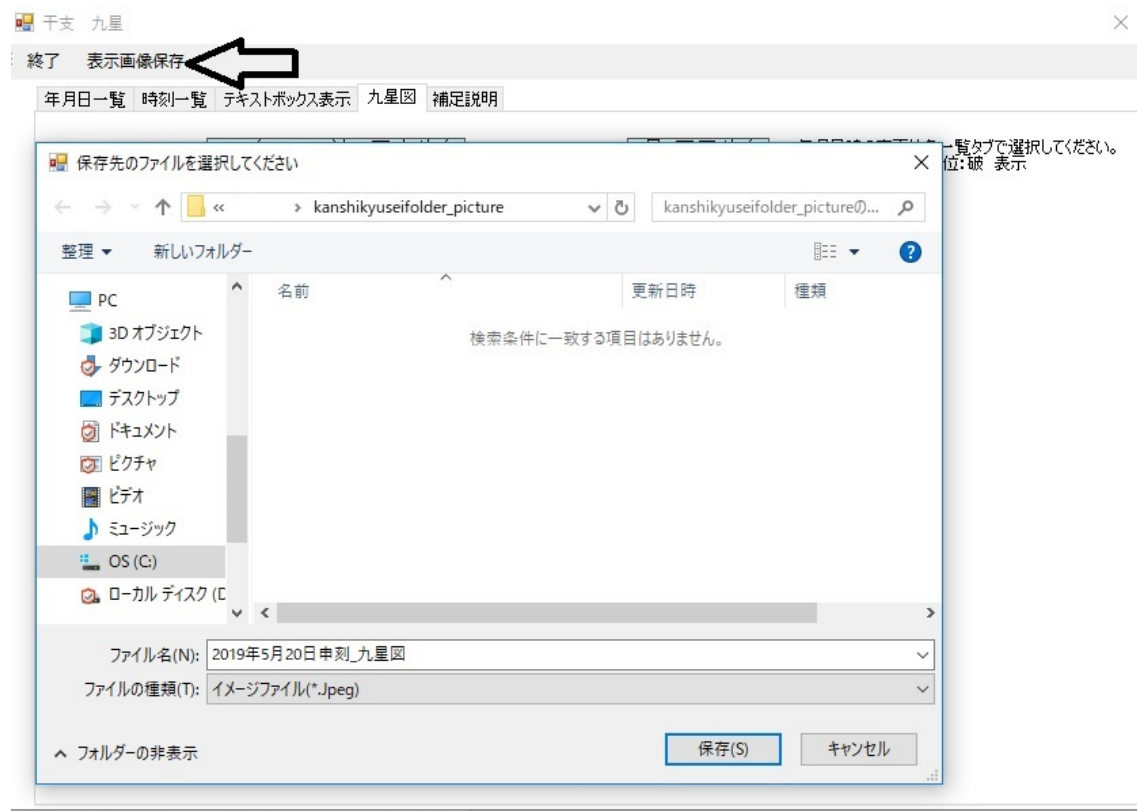 干支　九星
終了　表示画像保存
年月日一覧　時刻一覧　テキストボックス表示　九星図　補足説明
一覧タブで選択してください。
位:破 表示
保存先のファイルを選択してください
« › kanshikyuseifolder_picture　kanshikyuseifolder_pictureの...
整理　新しいフォルダー
PC
3D オブジェクト
ダウンロード
デスクトップ
ドキュメント
ピクチャ
ビデオ
ミュージック
OS (C:)
ローカル ディスク (D
名前　更新日時　種類
検索条件に一致する項目はありません。
ファイル名(N): 2019年5月20日申刻_九星図
ファイルの種類(T): イメージファイル(*.Jpeg)
フォルダーの非表示　保存(S)　キャンセル